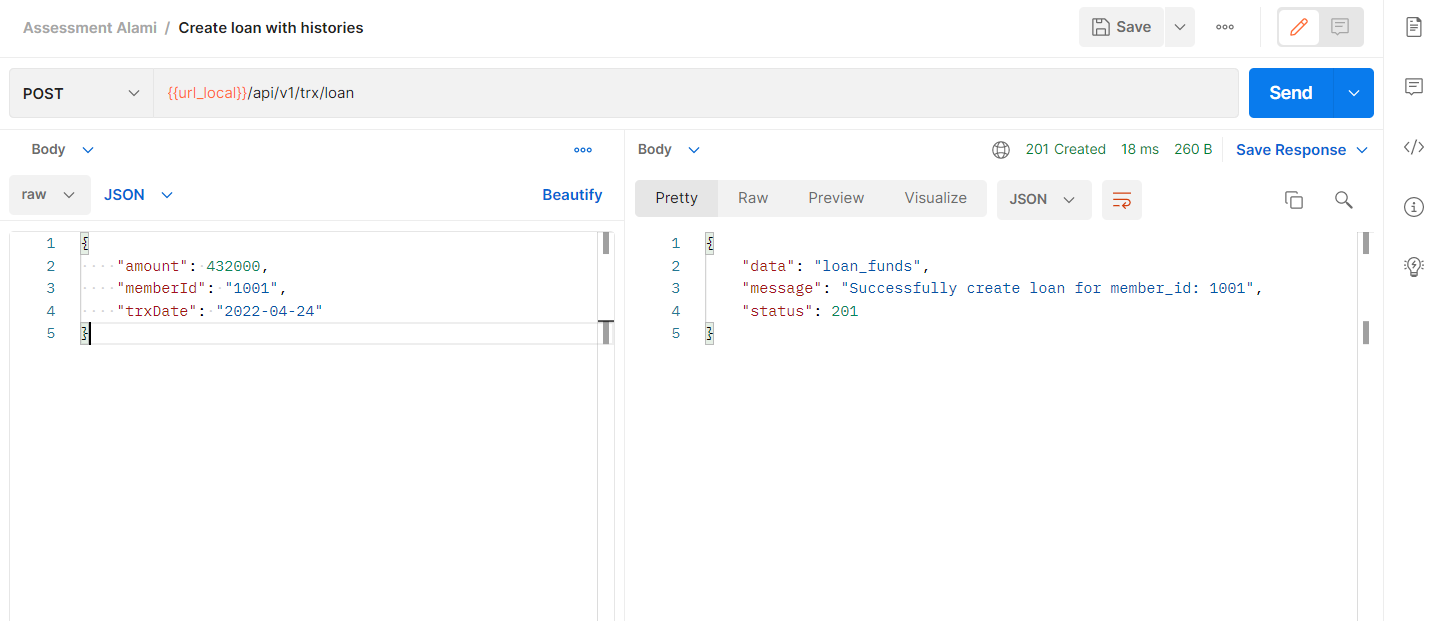 Assessment Alami / Create loan with histories
Save
POST
{{url_local}}/api/v1/trx/loan
Send
Body
raw
JSON
Beautify
1 {
2 "amount": 432000,
3 "memberId": "1001",
4 "trxDate": "2022-04-24"
5 }
Body
201 Created 18 ms 260 B Save Response
Pretty Raw Preview Visualize JSON
1 {
2 "data": "loan_funds",
3 "message": "Successfully create loan for member_id: 1001",
4 "status": 201
5 }